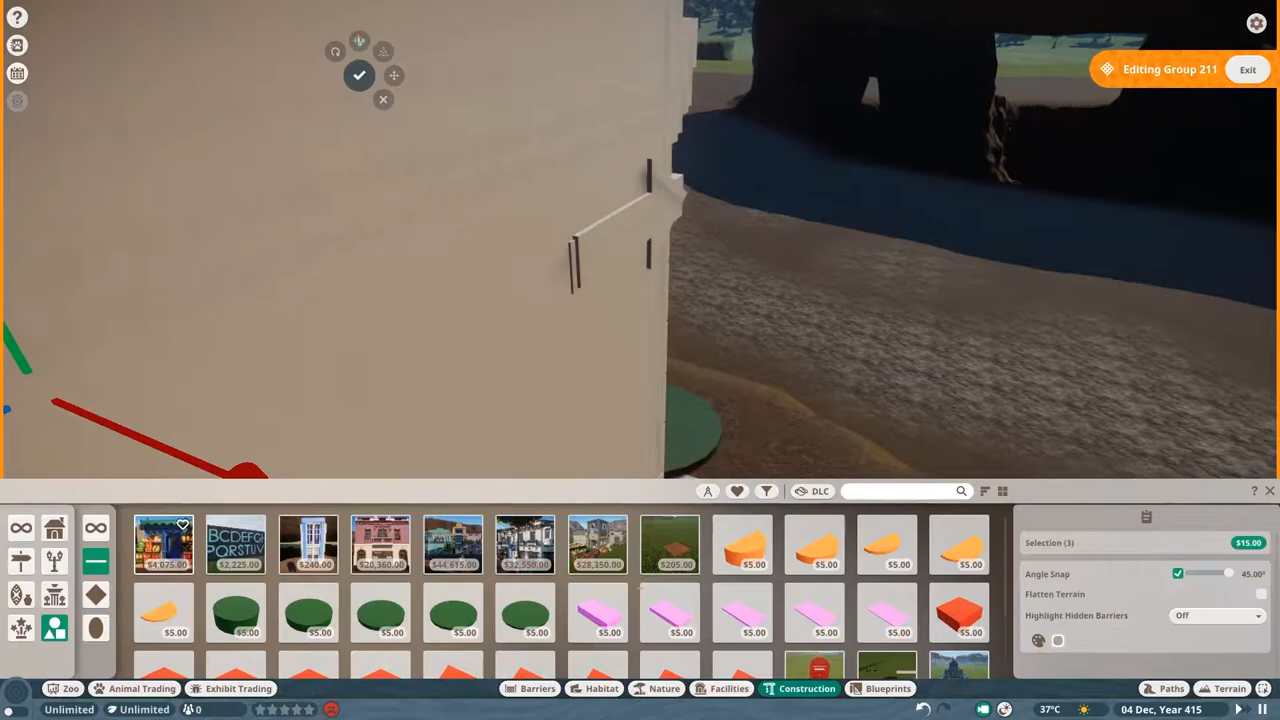 ?
Editing Group 211 Exit
DLC
? ×
$4,075.00 $2,225.00 $240.00 $20,360.00 $44,615.00 $32,550.00 $28,350.00 $205.00 $5.00 $5.00 $5.00 $5.00
ABCDEFG
PQRSTUV
$5.00 $5.00 $5.00 $5.00 $5.00 $5.00 $5.00 $5.00 $5.00 $5.00 $5.00 $5.00
Selection (3) $15.00
Angle Snap 45.00°
Flatten Terrain
Highlight Hidden Barriers Off
Zoo Animal Trading Exhibit Trading Barriers Habitat Nature Facilities Construction Blueprints Paths Terrain
Unlimited Unlimited 0 37°C 04 Dec, Year 415